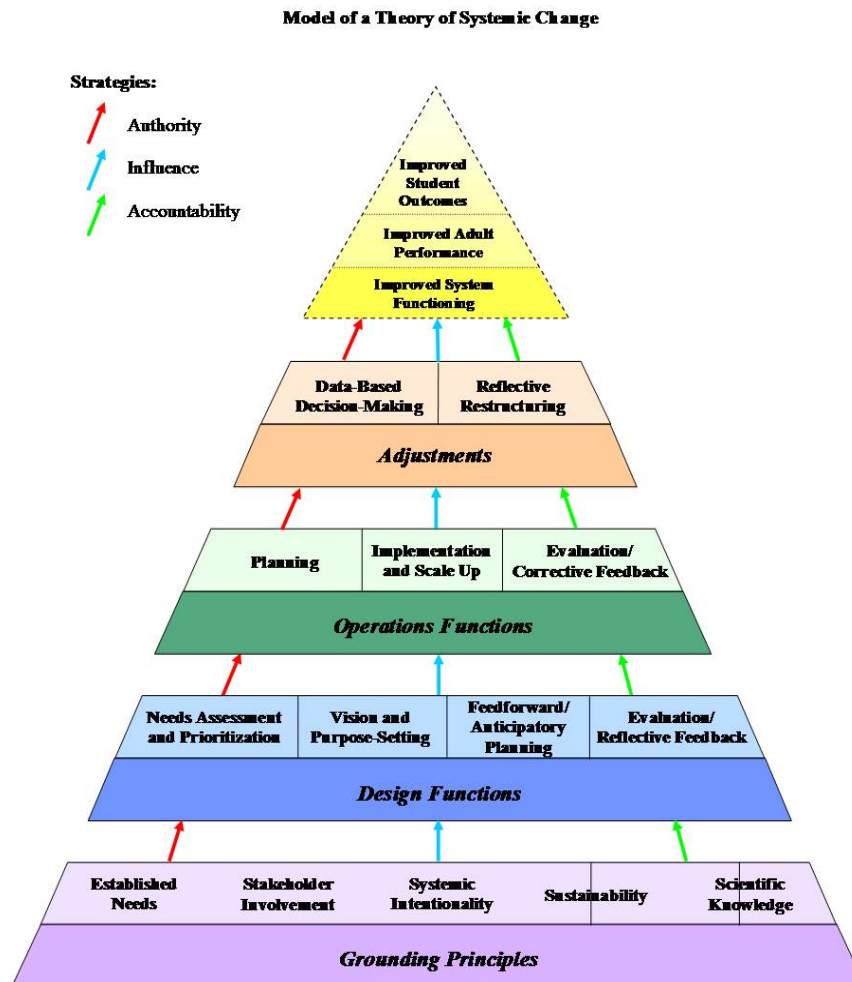 Model of a Theory of Systemic Change
Strategies:
Authority
Influence
Accountability
Improved
Student
Outcomes
Improved Adult
Performance
Improved System
Functioning
Data-Based
Decision-Making
Reflective
Restructuring
Adjustments
Planning
Implementation
and Scale Up
Evaluation/
Corrective Feedback
Operations Functions
Needs Assessment
and Prioritization
Vision and
Purpose-Setting
Feedforward/
Anticipatory
Planning
Evaluation/
Reflective Feedback
Design Functions
Established
Needs
Stakeholder
Involvement
Systemic
Intentionality
Sustainability
Scientific
Knowledge
Grounding Principles